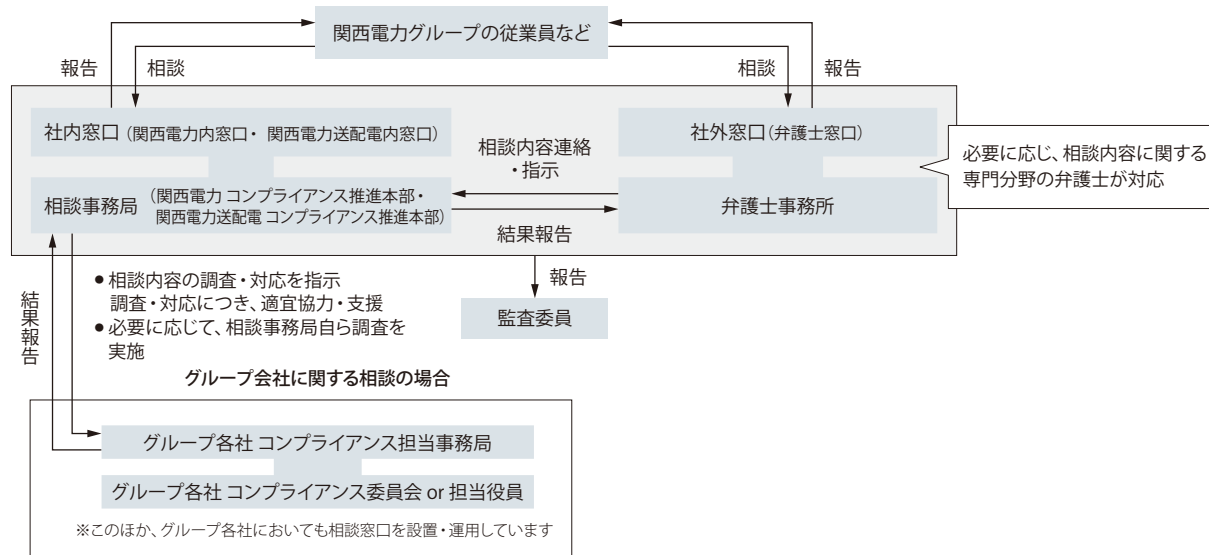 関西電力グループの従業員など
報告
相談
相談
報告
社内窓口（関西電力内窓口・ 関西電力送配電内窓口）
社外窓口（弁護士窓口）
相談内容連絡
・指示
必要に応じ、相談内容に関する
専門分野の弁護士が対応
相談事務局（関西電力 コンプライアンス推進本部・
関西電力送配電 コンプライアンス推進本部）
弁護士事務所
結果報告
報告
監査委員
結果報告
● 相談内容の調査・対応を指示
調査・対応につき、適宜協力・支援
● 必要に応じて、相談事務局自ら調査を
実施
グループ会社に関する相談の場合
グループ各社 コンプライアンス担当事務局
グループ各社 コンプライアンス委員会 or 担当役員
※このほか、グループ各社においても相談窓口を設置・運用しています